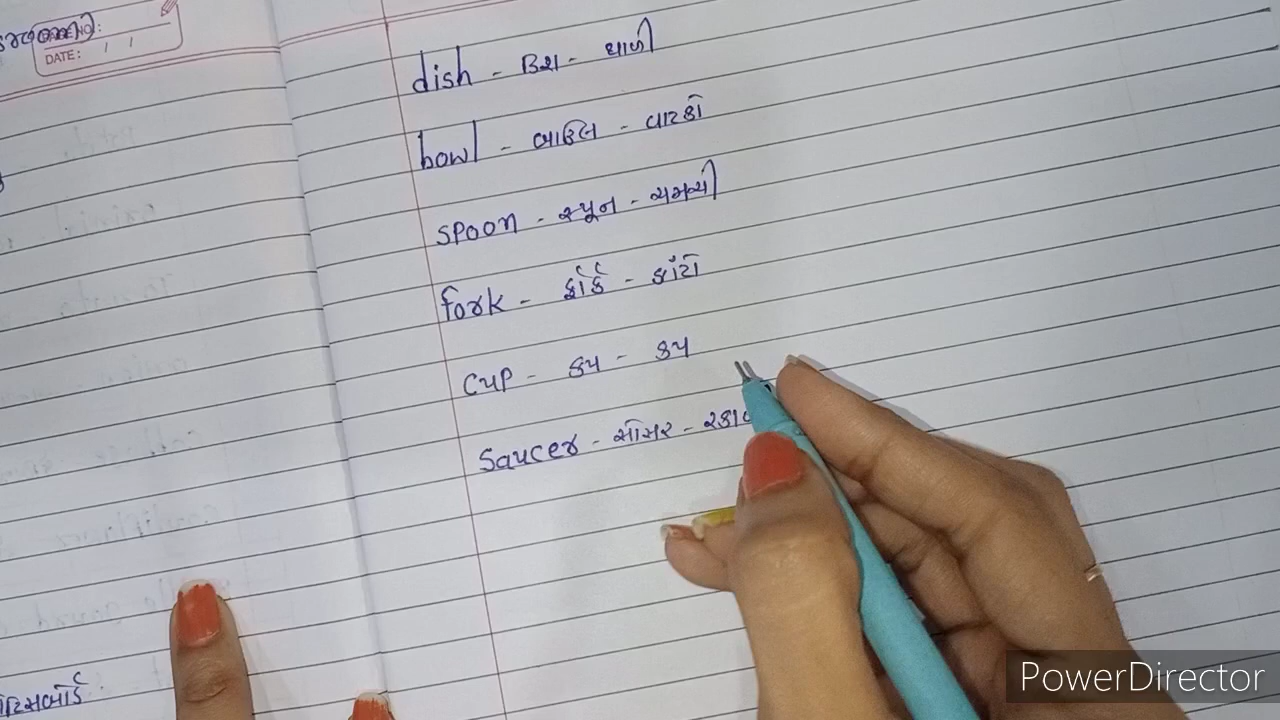 DATE: / /
dish - ડિશ - થાળી
bowl - બાઉલ - વાટકો
spoon - સ્પૂન - ચમચી
fork - ફોર્ક - કાંટો
cup - કપ - કપ
saucer - સોસર - રકાબ
PowerDirector